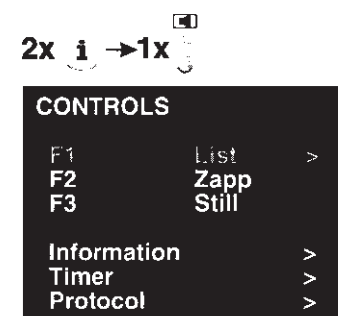 2x i →1x
CONTROLS
F1 List >
F2 Zapp
F3 Still
Information >
Timer >
Protocol >